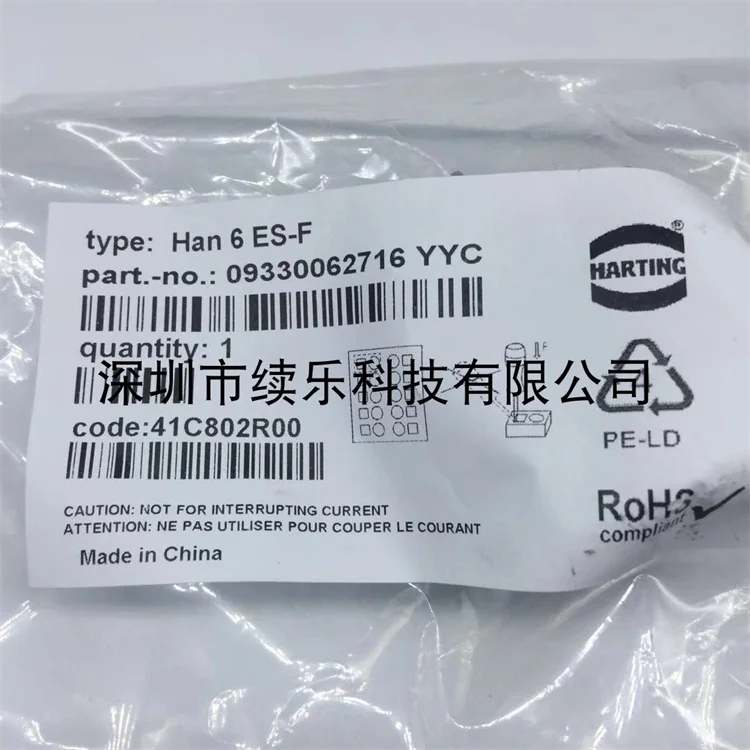 type: Han 6 ES-F
part.-no.: 09330062716 YYC
HARTING
®
quantity: 1
深圳市续乐科技有限公司
F
code:41C802R00
PE-LD
CAUTION: NOT FOR INTERRUPTING CURRENT
ATTENTION: NE PAS UTILISER POUR COUPER LE COURANT
RoHS
compliant
Made in China